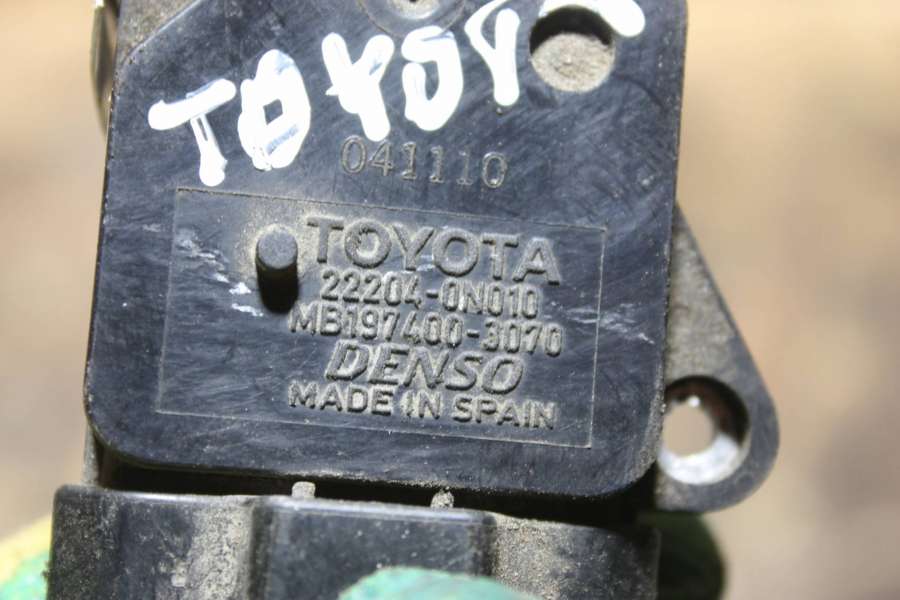 TOYOTA
041110
TOYOTA
22204-0N010
MB197400-3070
DENSO
MADE IN SPAIN